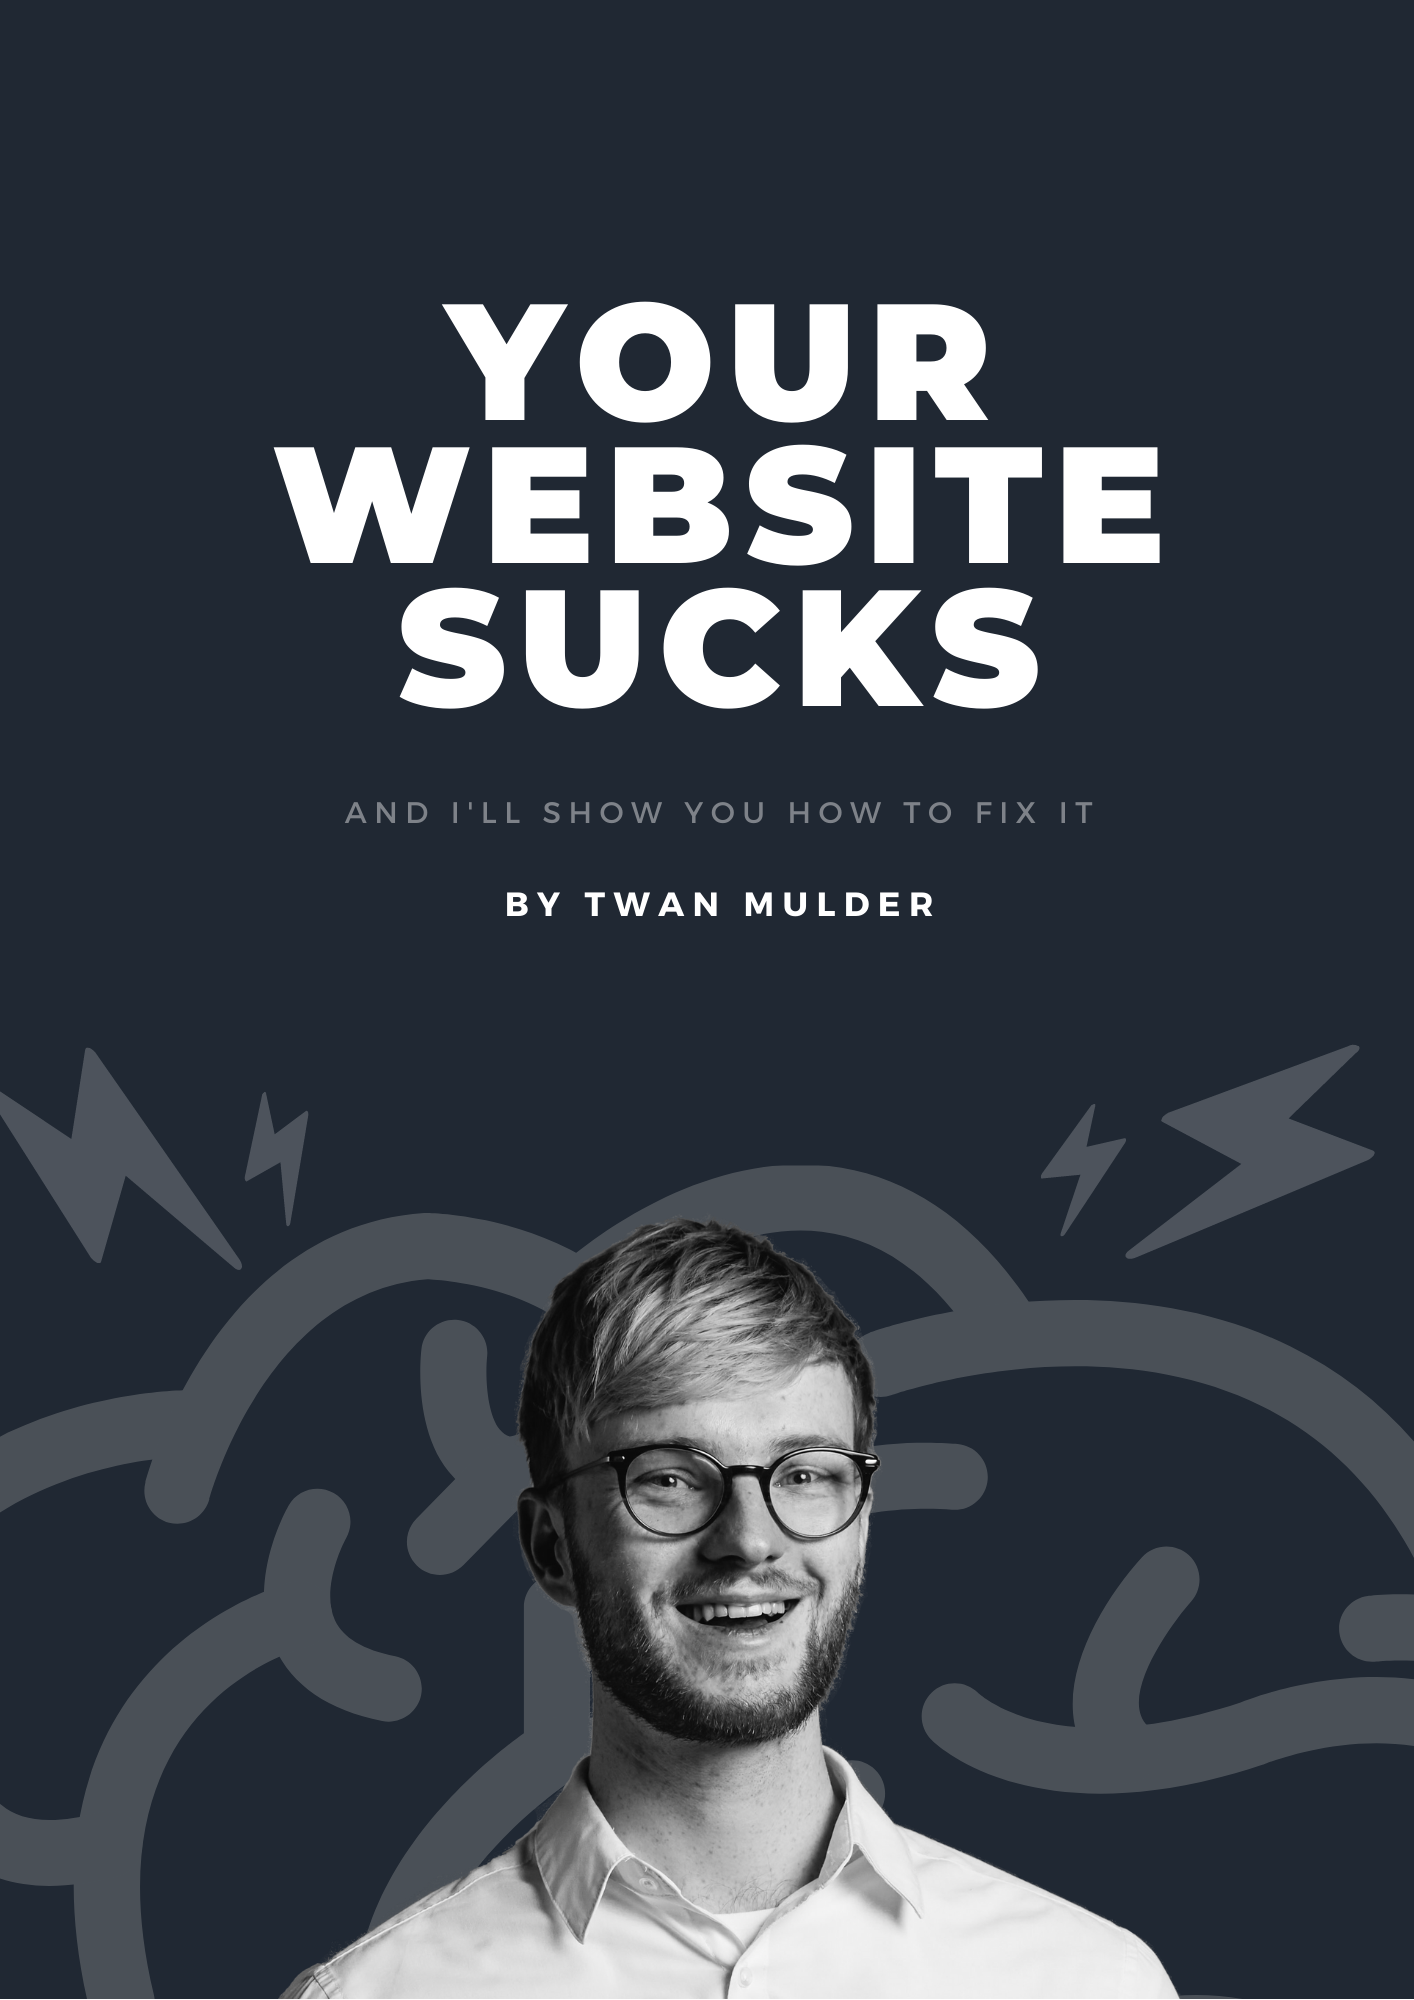 YOUR
WEBSITE
SUCKS
AND I'LL SHOW YOU HOW TO FIX IT
BY TWAN MULDER